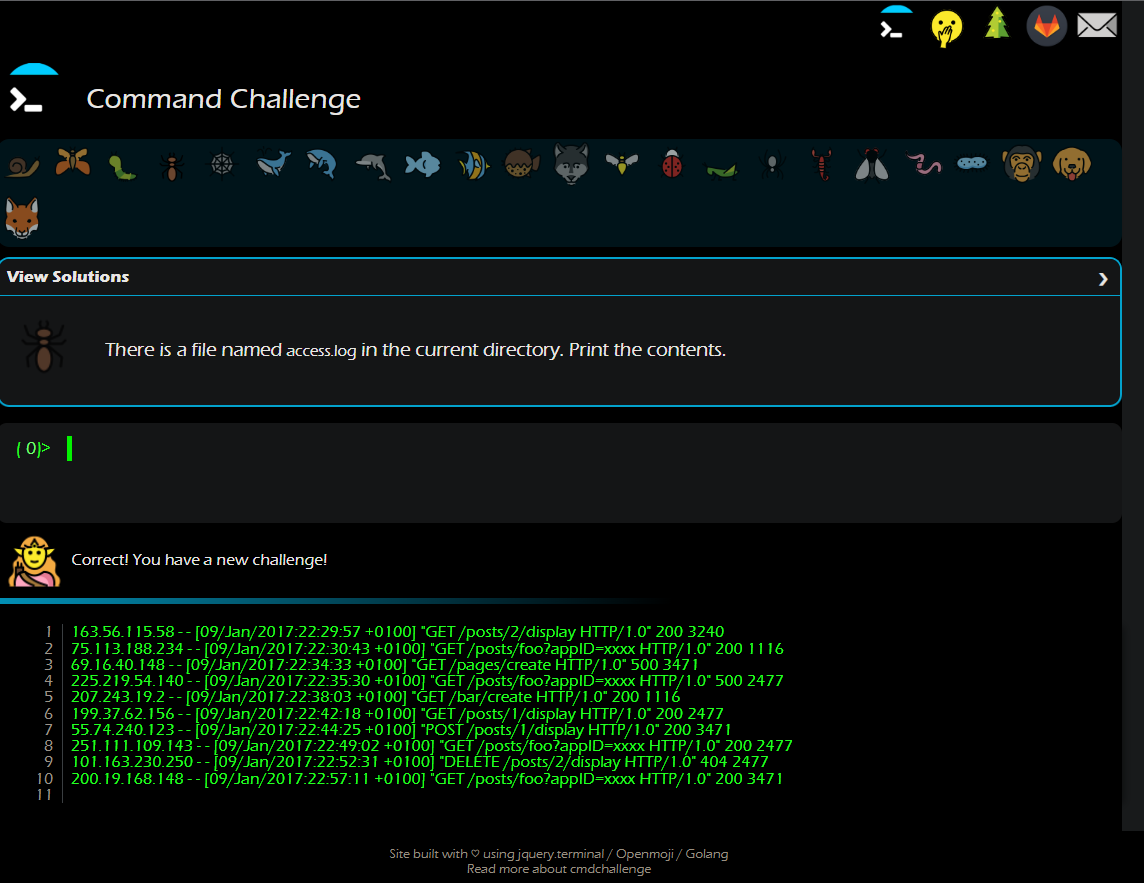 Command Challenge
View Solutions ❯
There is a file named access.log in the current directory. Print the contents.
( 0)>
Correct! You have a new challenge!
1 163.56.115.58 - - [09/Jan/2017:22:29:57 +0100] "GET /posts/2/display HTTP/1.0" 200 3240
2 75.113.188.234 - - [09/Jan/2017:22:30:43 +0100] "GET /posts/foo?appID=xxxx HTTP/1.0" 200 1116
3 69.16.40.148 - - [09/Jan/2017:22:34:33 +0100] "GET /pages/create HTTP/1.0" 500 3471
4 225.219.54.140 - - [09/Jan/2017:22:35:30 +0100] "GET /posts/foo?appID=xxxx HTTP/1.0" 500 2477
5 207.243.19.2 - - [09/Jan/2017:22:38:03 +0100] "GET /bar/create HTTP/1.0" 200 1116
6 199.37.62.156 - - [09/Jan/2017:22:42:18 +0100] "GET /posts/1/display HTTP/1.0" 200 2477
7 55.74.240.123 - - [09/Jan/2017:22:44:25 +0100] "POST /posts/1/display HTTP/1.0" 200 3471
8 251.111.109.143 - - [09/Jan/2017:22:49:02 +0100] "GET /posts/foo?appID=xxxx HTTP/1.0" 200 2477
9 101.163.230.250 - - [09/Jan/2017:22:52:31 +0100] "DELETE /posts/2/display HTTP/1.0" 404 2477
10 200.19.168.148 - - [09/Jan/2017:22:57:11 +0100] "GET /posts/foo?appID=xxxx HTTP/1.0" 200 3471
11
Site built with ♡ using jquery.terminal / Openmoji / Golang
Read more about cmdchallenge